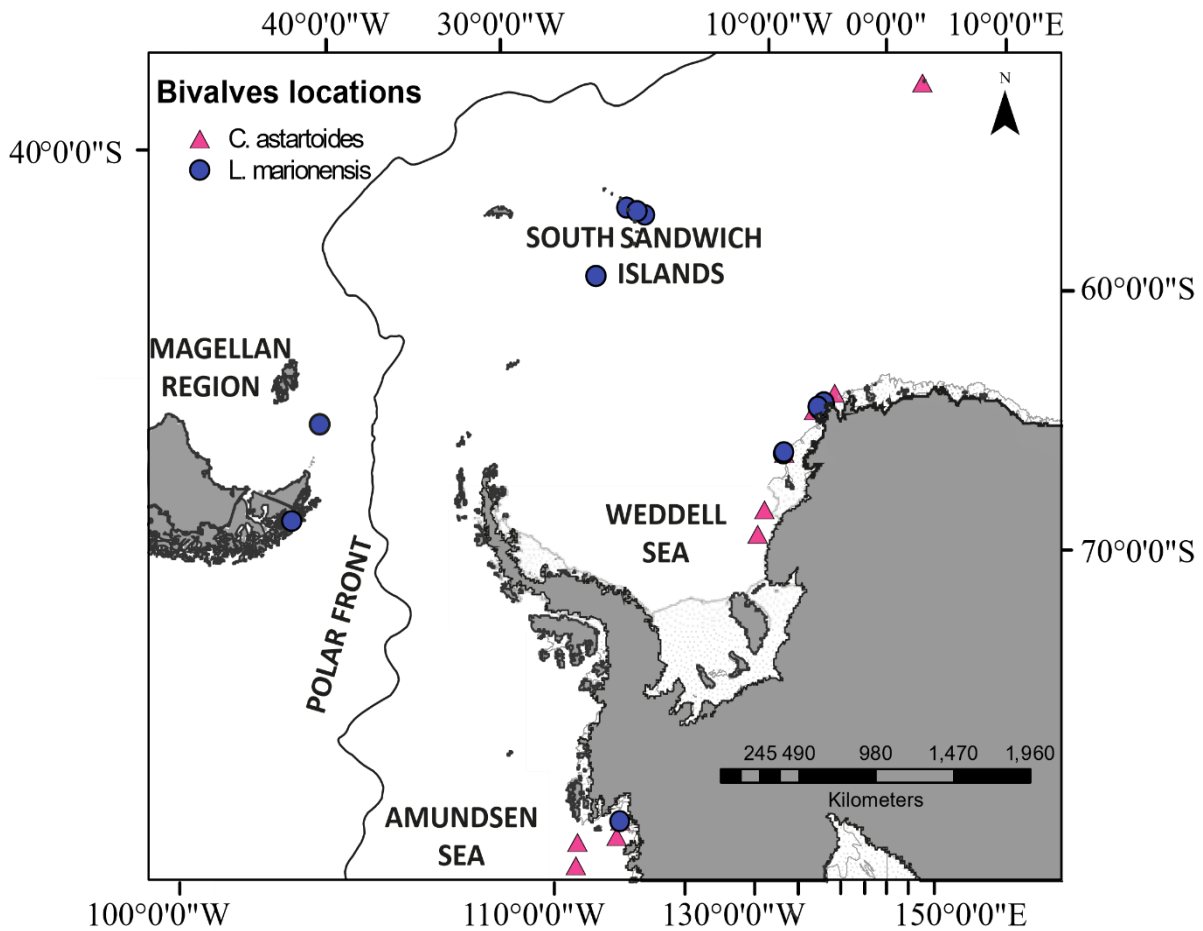 40°0'0"W 30°0'0"W 10°0'0"W 0°0'0" 10°0'0"E
Bivalves locations
C. astartoides
L. marionensis
N
40°0'0"S
SOUTH SANDWICH
ISLANDS
60°0'0"S
MAGELLAN
REGION
WEDDELL
SEA
70°0'0"S
POLAR FRONT
245 490 980 1,470 1,960
Kilometers
AMUNDSEN
SEA
100°0'0"W 110°0'0"W 130°0'0"W 150°0'0"E